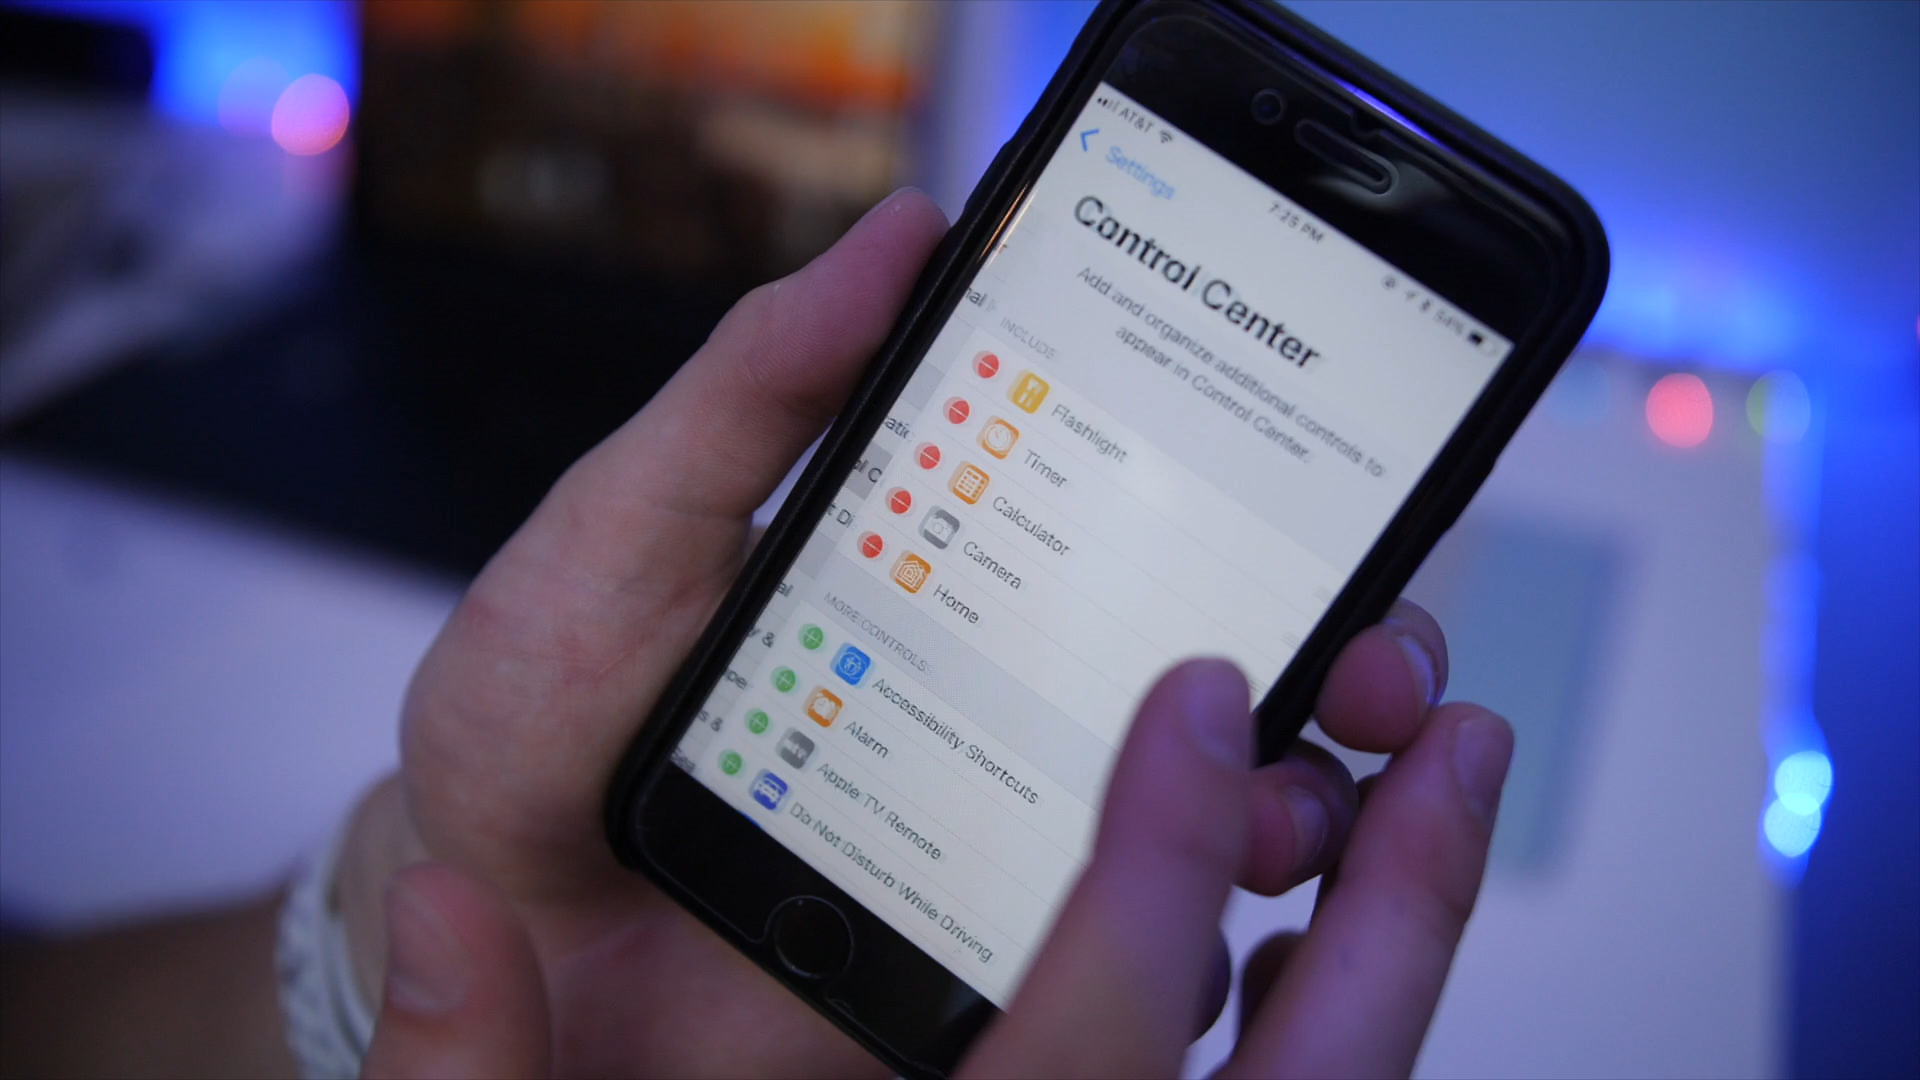 AT&T
7:25 PM
54%
Settings
Control Center
Add and organize additional controls to
appear in Control Center.
INCLUDE
Flashlight
Timer
Calculator
Camera
Home
MORE CONTROLS
Accessibility Shortcuts
Alarm
Apple TV Remote
Do Not Disturb While Driving